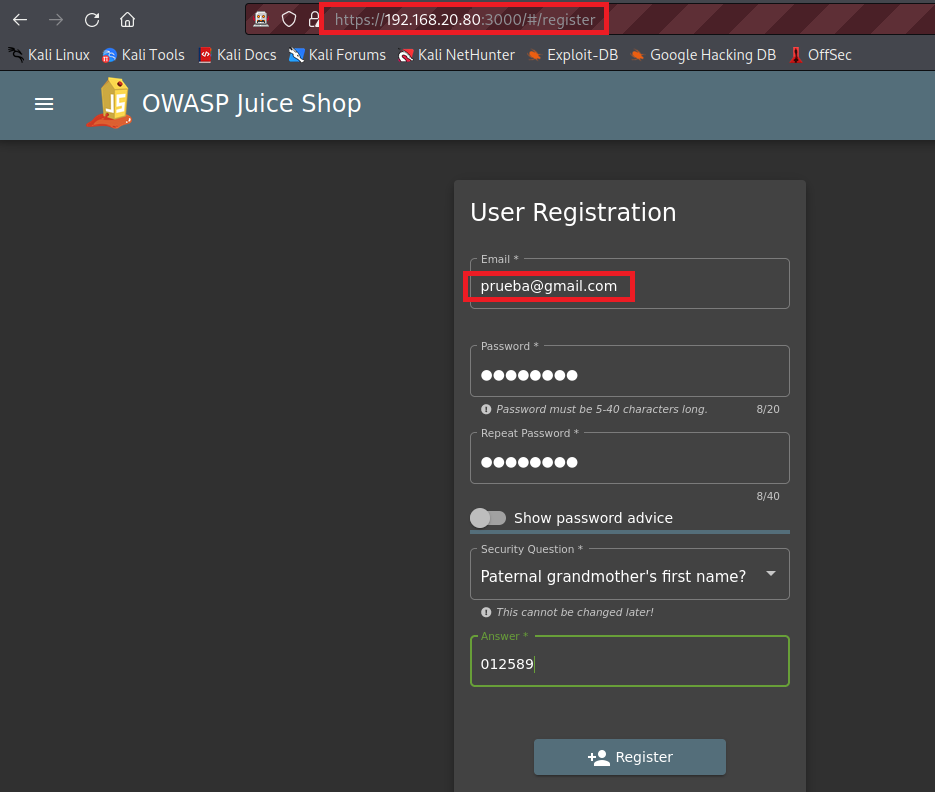 https://192.168.20.80:3000/#/register
Kali Linux Kali Tools Kali Docs Kali Forums Kali NetHunter Exploit-DB Google Hacking DB OffSec
JS OWASP Juice Shop
User Registration
Email *
prueba@gmail.com
Password *
●●●●●●●●
Password must be 5-40 characters long. 8/20
Repeat Password *
●●●●●●●●
8/40
Show password advice
Security Question *
Paternal grandmother's first name?
This cannot be changed later!
Answer *
012589
Register